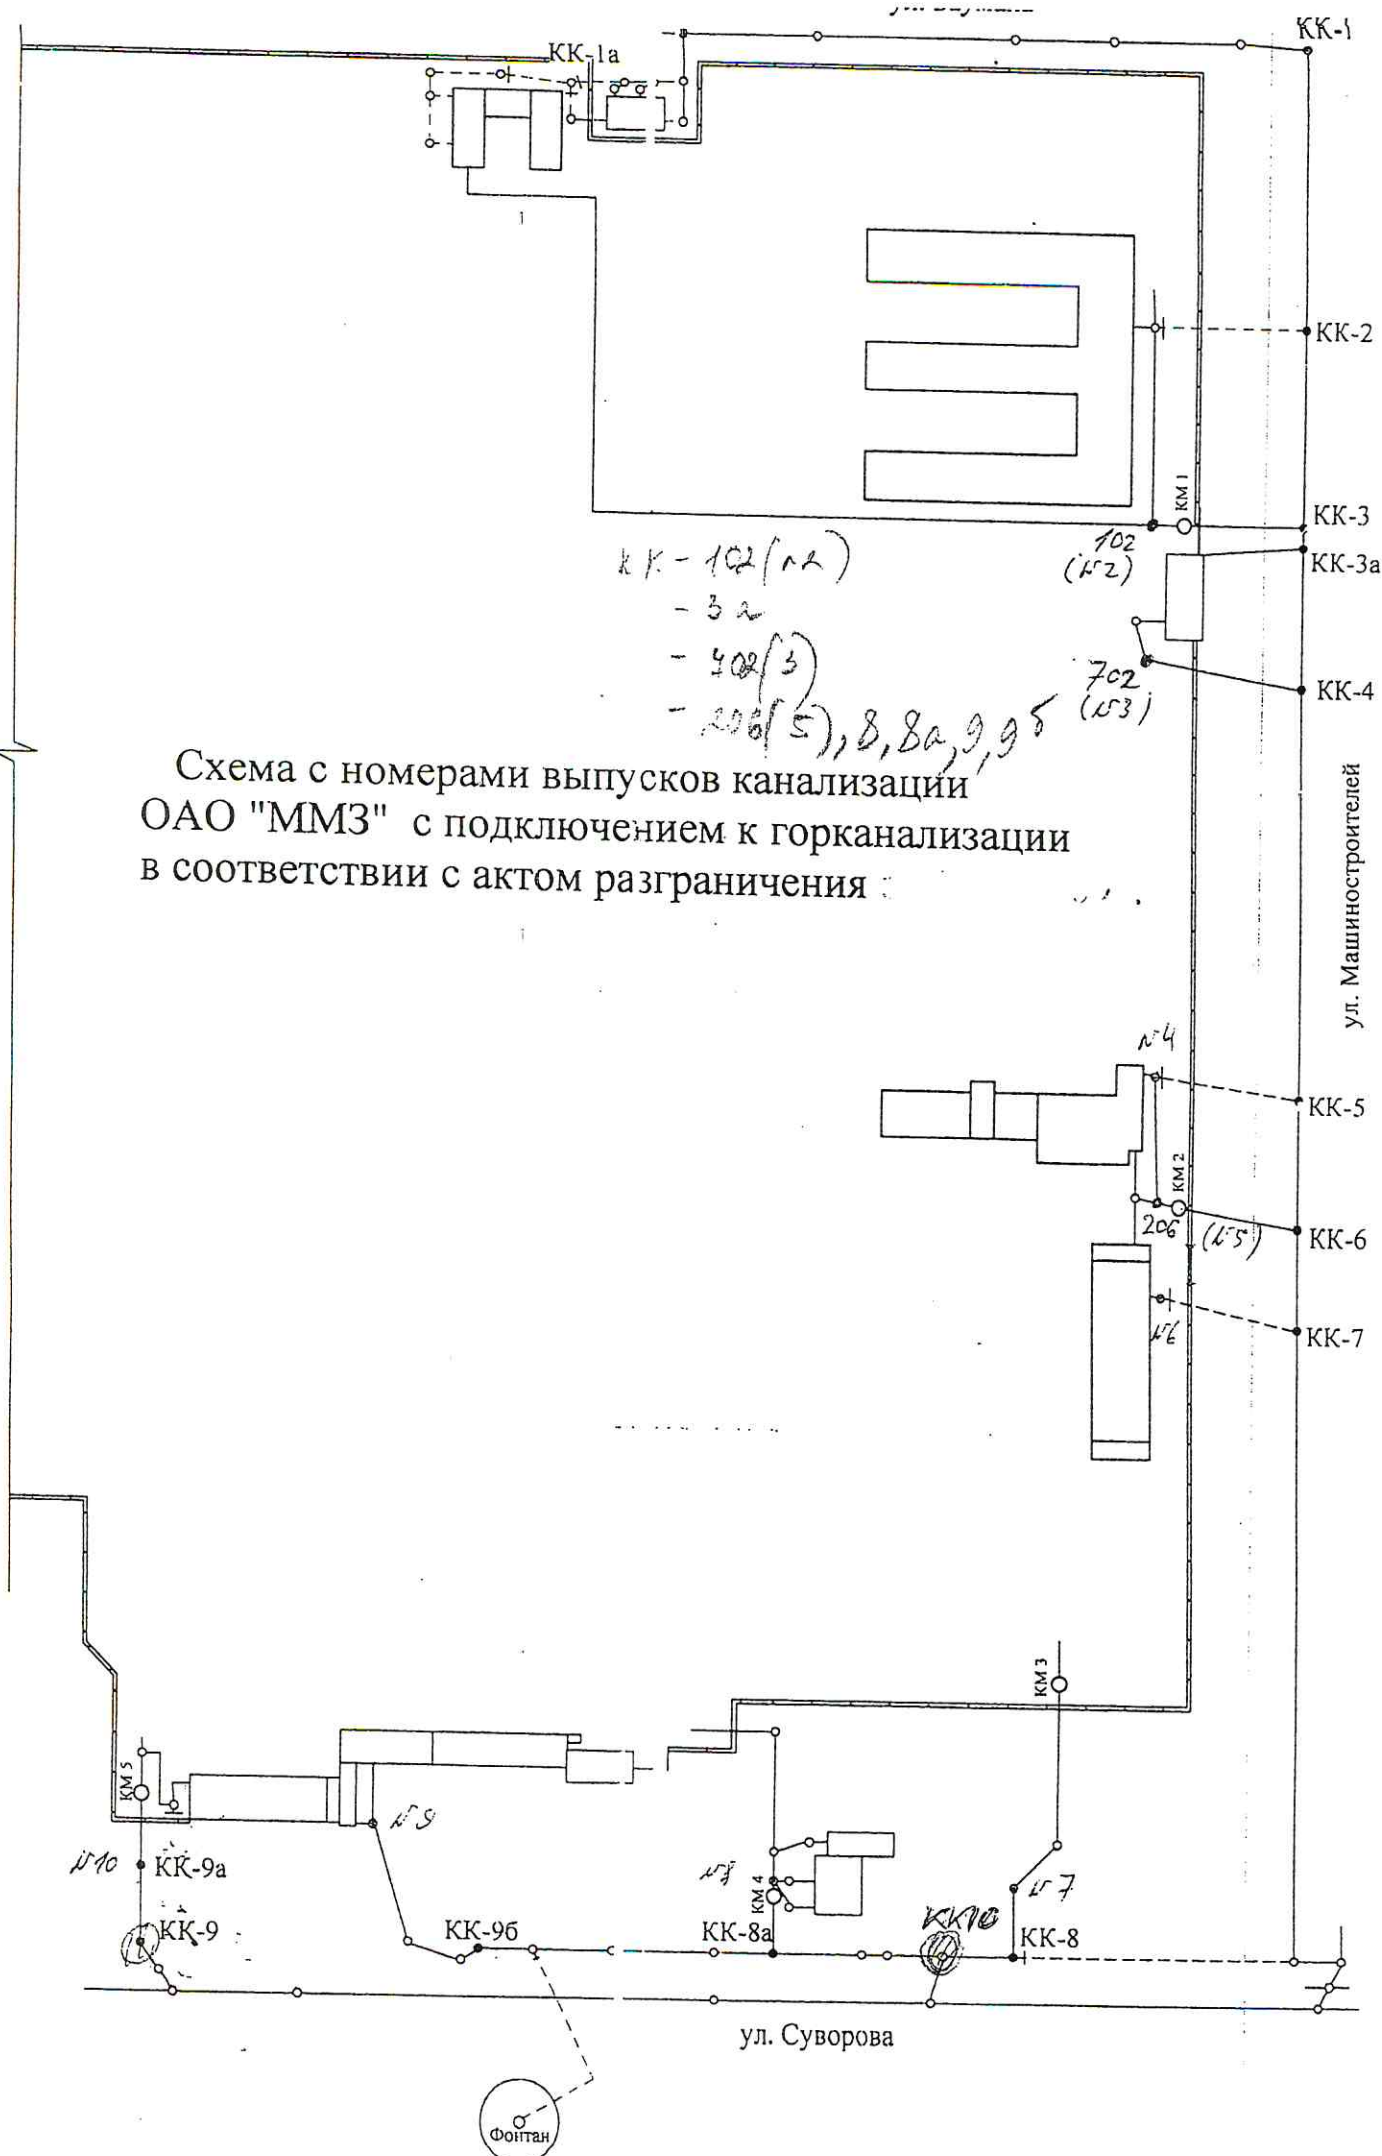 ул. Баумана
КК-1
КК-1а
КК-2
КМ 1
КК-3
102
(№2)
КК-3а
КК - 102(№2)
- 3а
- 702(3)
- 206(5), 8, 8а, 9, 9б
702
(№3)
КК-4
Схема с номерами выпусков канализации
ОАО "ММЗ" с подключением к горканализации
в соответствии с актом разграничения
ул. Машиностроителей
№4
КК-5
КМ 2
206
(№5)
КК-6
№6
КК-7
КМ 3
КМ 5
№9
№10
КК-9а
№8
КМ 4
№7
КК-9
КК-9б
КК-8а
КК10
КК-8
ул. Суворова
Фонтан